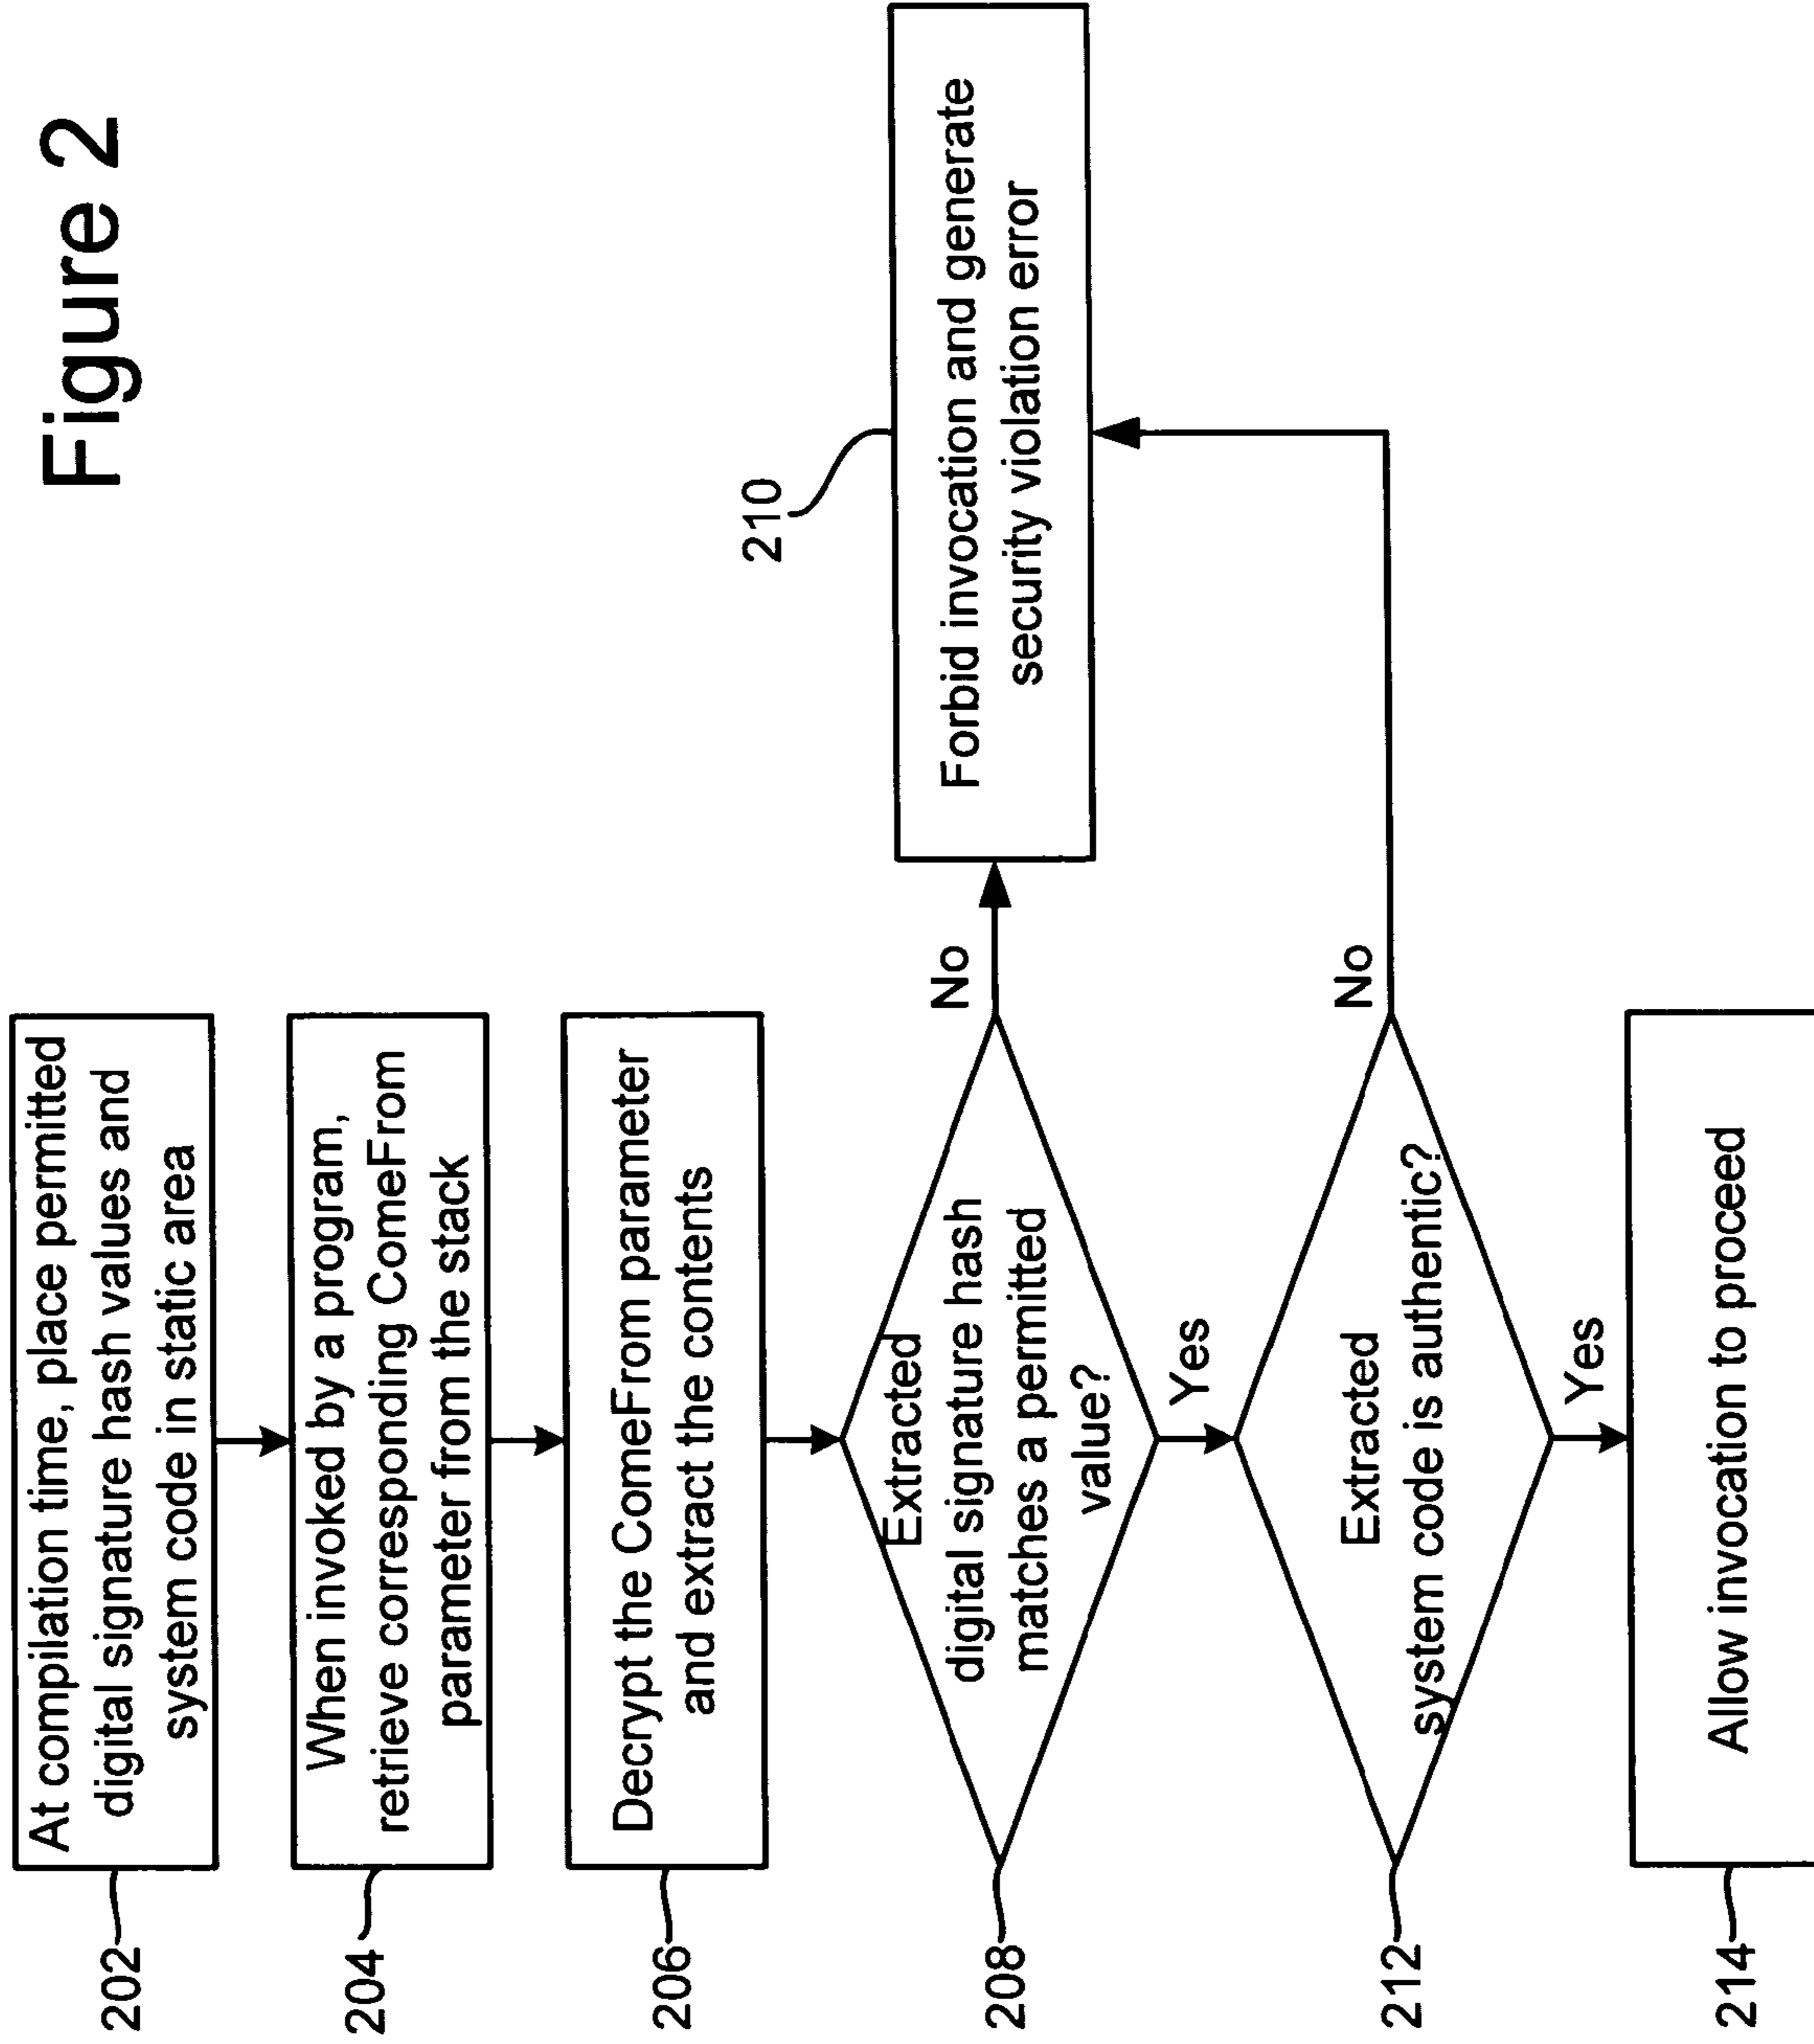 Figure 2
202
At compilation time, place permitted
digital signature hash values and
system code in static area
204
When invoked by a program,
retrieve corresponding ComeFrom
parameter from the stack
206
Decrypt the ComeFrom parameter
and extract the contents
208
Extracted
digital signature hash
matches a permitted
value?
No
Yes
210
Forbid invocation and generate
security violation error
212
Extracted
system code is authentic?
No
Yes
214
Allow invocation to proceed